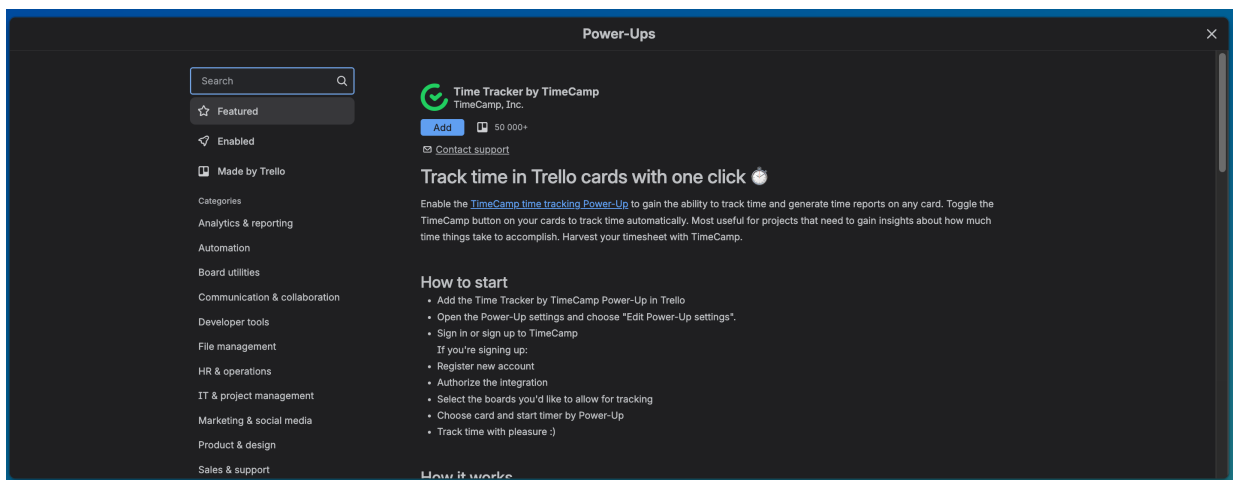 Power-Ups
Search
Featured
Enabled
Made by Trello
Categories
Analytics & reporting
Automation
Board utilities
Communication & collaboration
Developer tools
File management
HR & operations
IT & project management
Marketing & social media
Product & design
Sales & support
Time Tracker by TimeCamp
TimeCamp, Inc.
Add 50 000+
Contact support
Track time in Trello cards with one click
Enable the TimeCamp time tracking Power-Up to gain the ability to track time and generate time reports on any card. Toggle the
TimeCamp button on your cards to track time automatically. Most useful for projects that need to gain insights about how much
time things take to accomplish. Harvest your timesheet with TimeCamp.
How to start
• Add the Time Tracker by TimeCamp Power-Up in Trello
• Open the Power-Up settings and choose "Edit Power-Up settings".
• Sign in or sign up to TimeCamp
If you're signing up:
• Register new account
• Authorize the integration
• Select the boards you'd like to allow for tracking
• Choose card and start timer by Power-Up
• Track time with pleasure :)
How it works